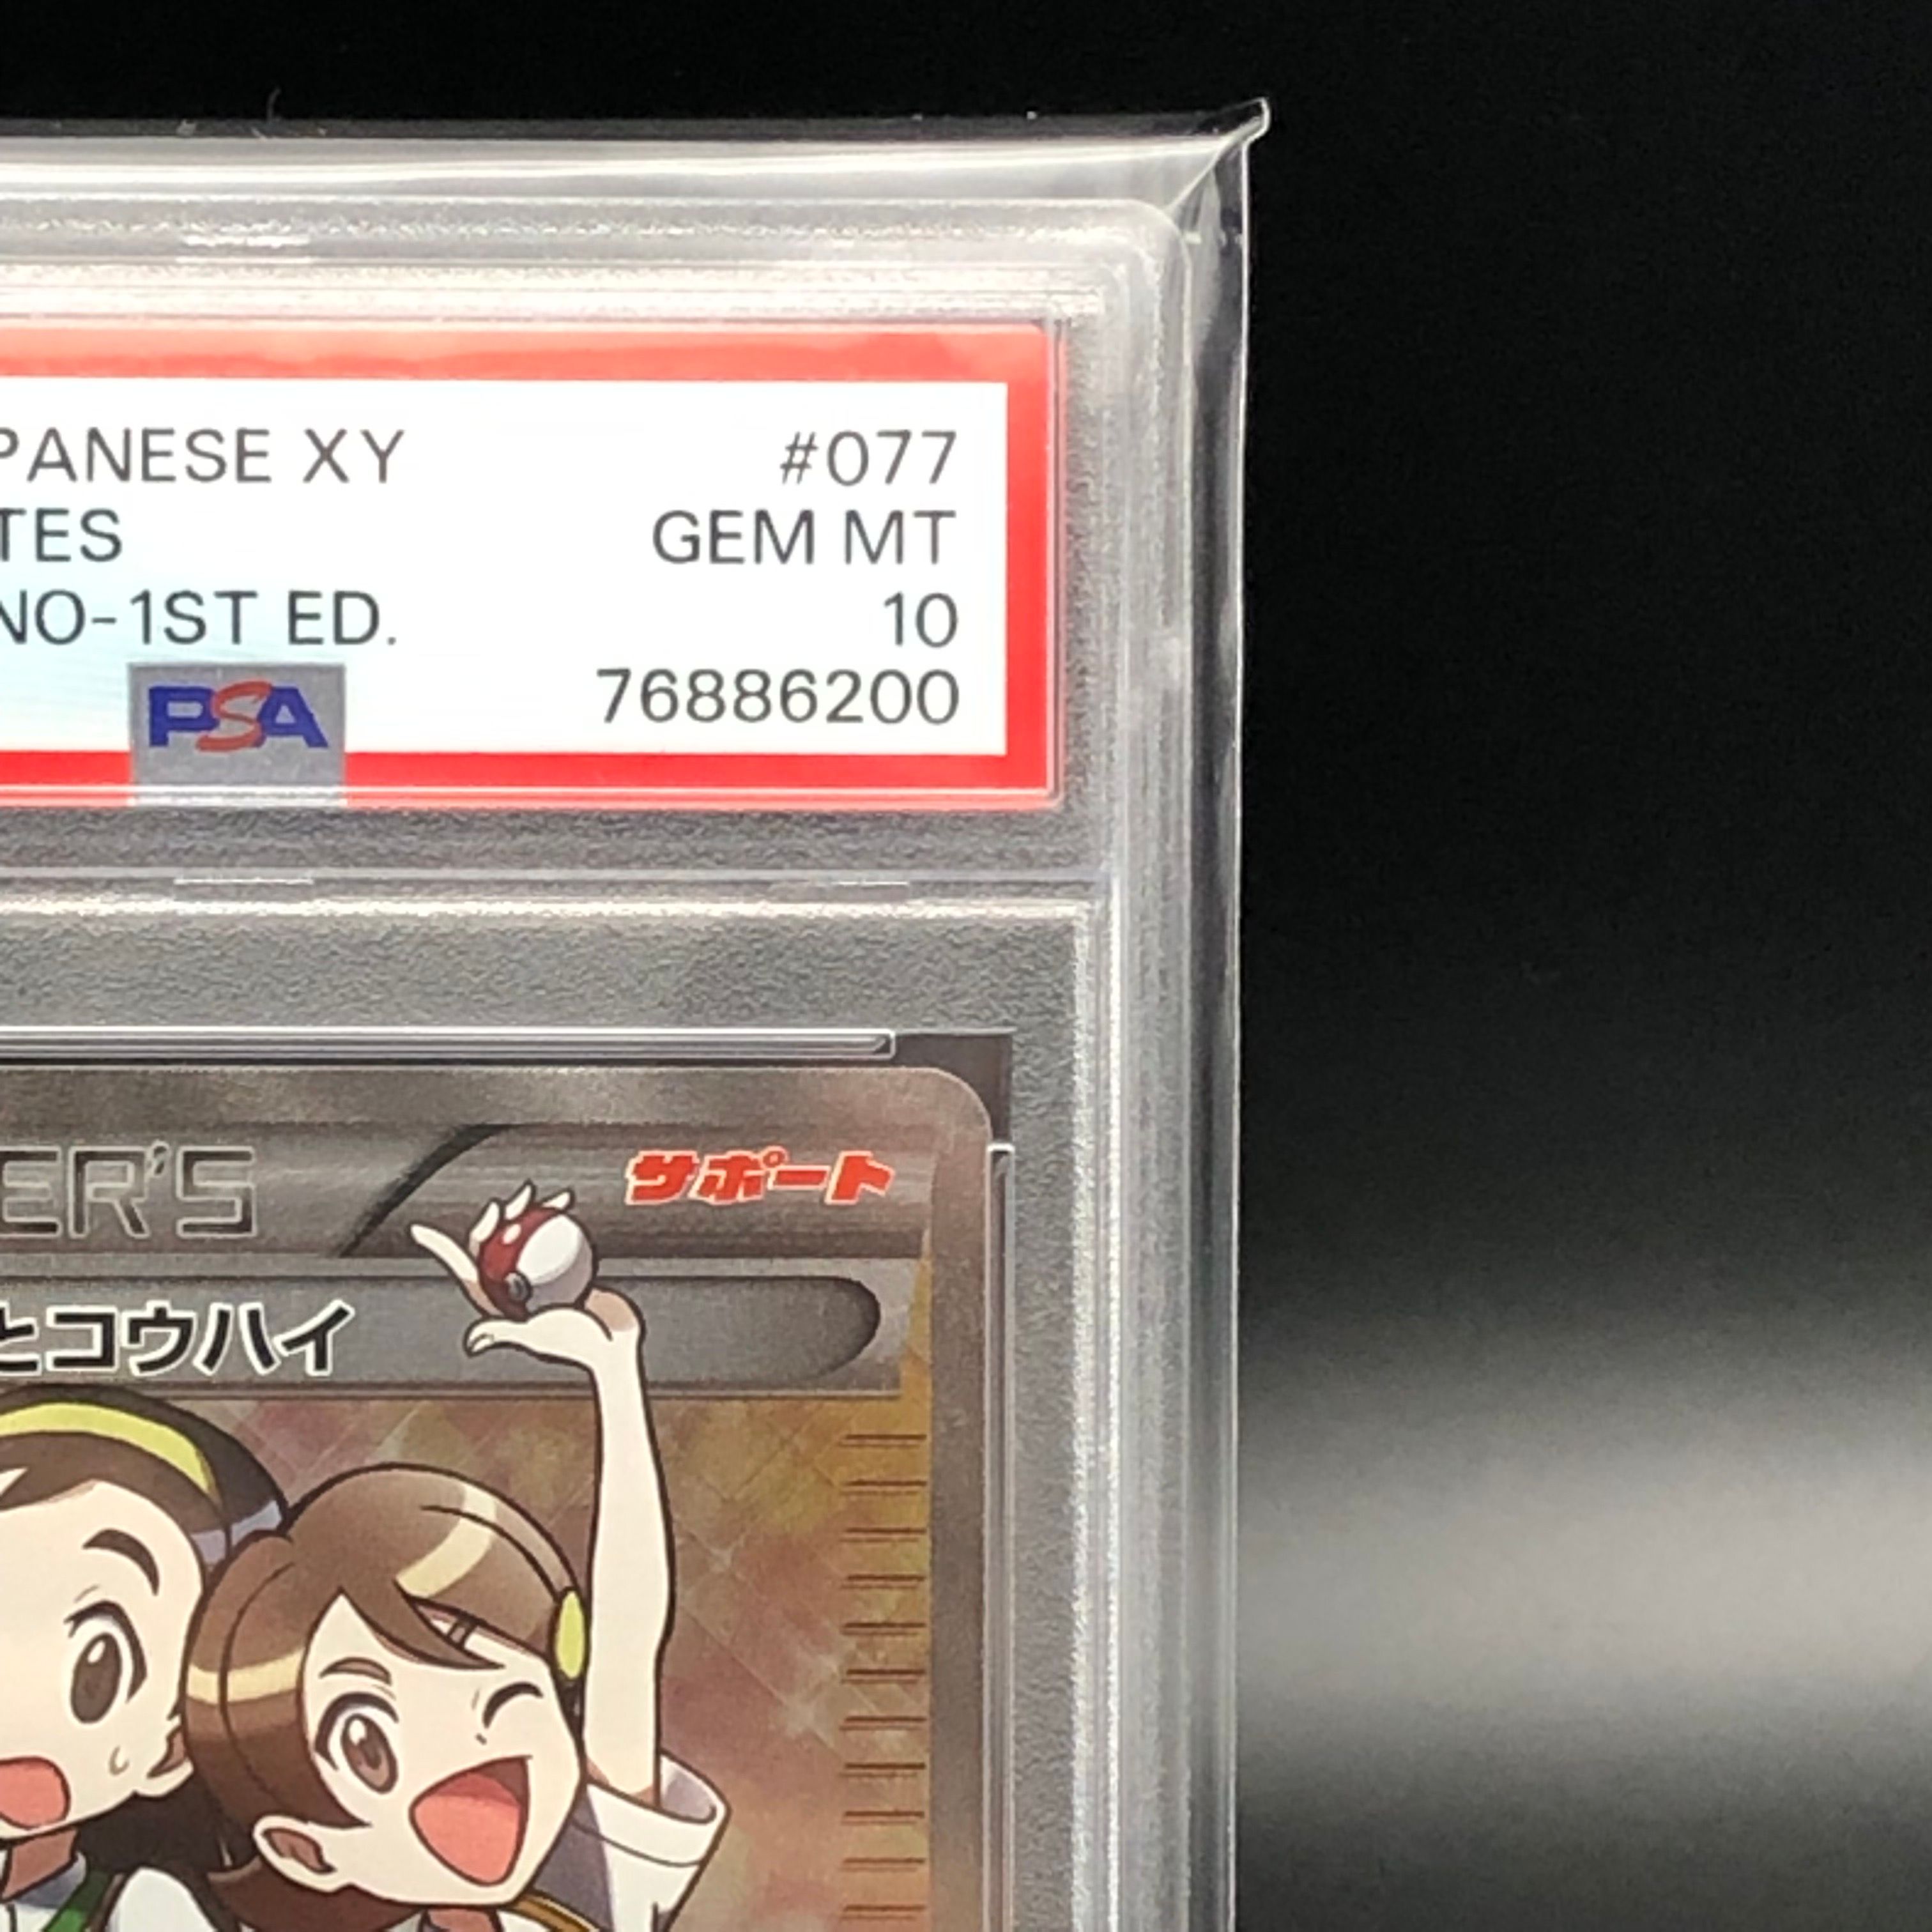 PANESE XY #077
TES GEM MT
NO-1ST ED. 10
PSA 76886200
ER'S サポート
とコウハイ